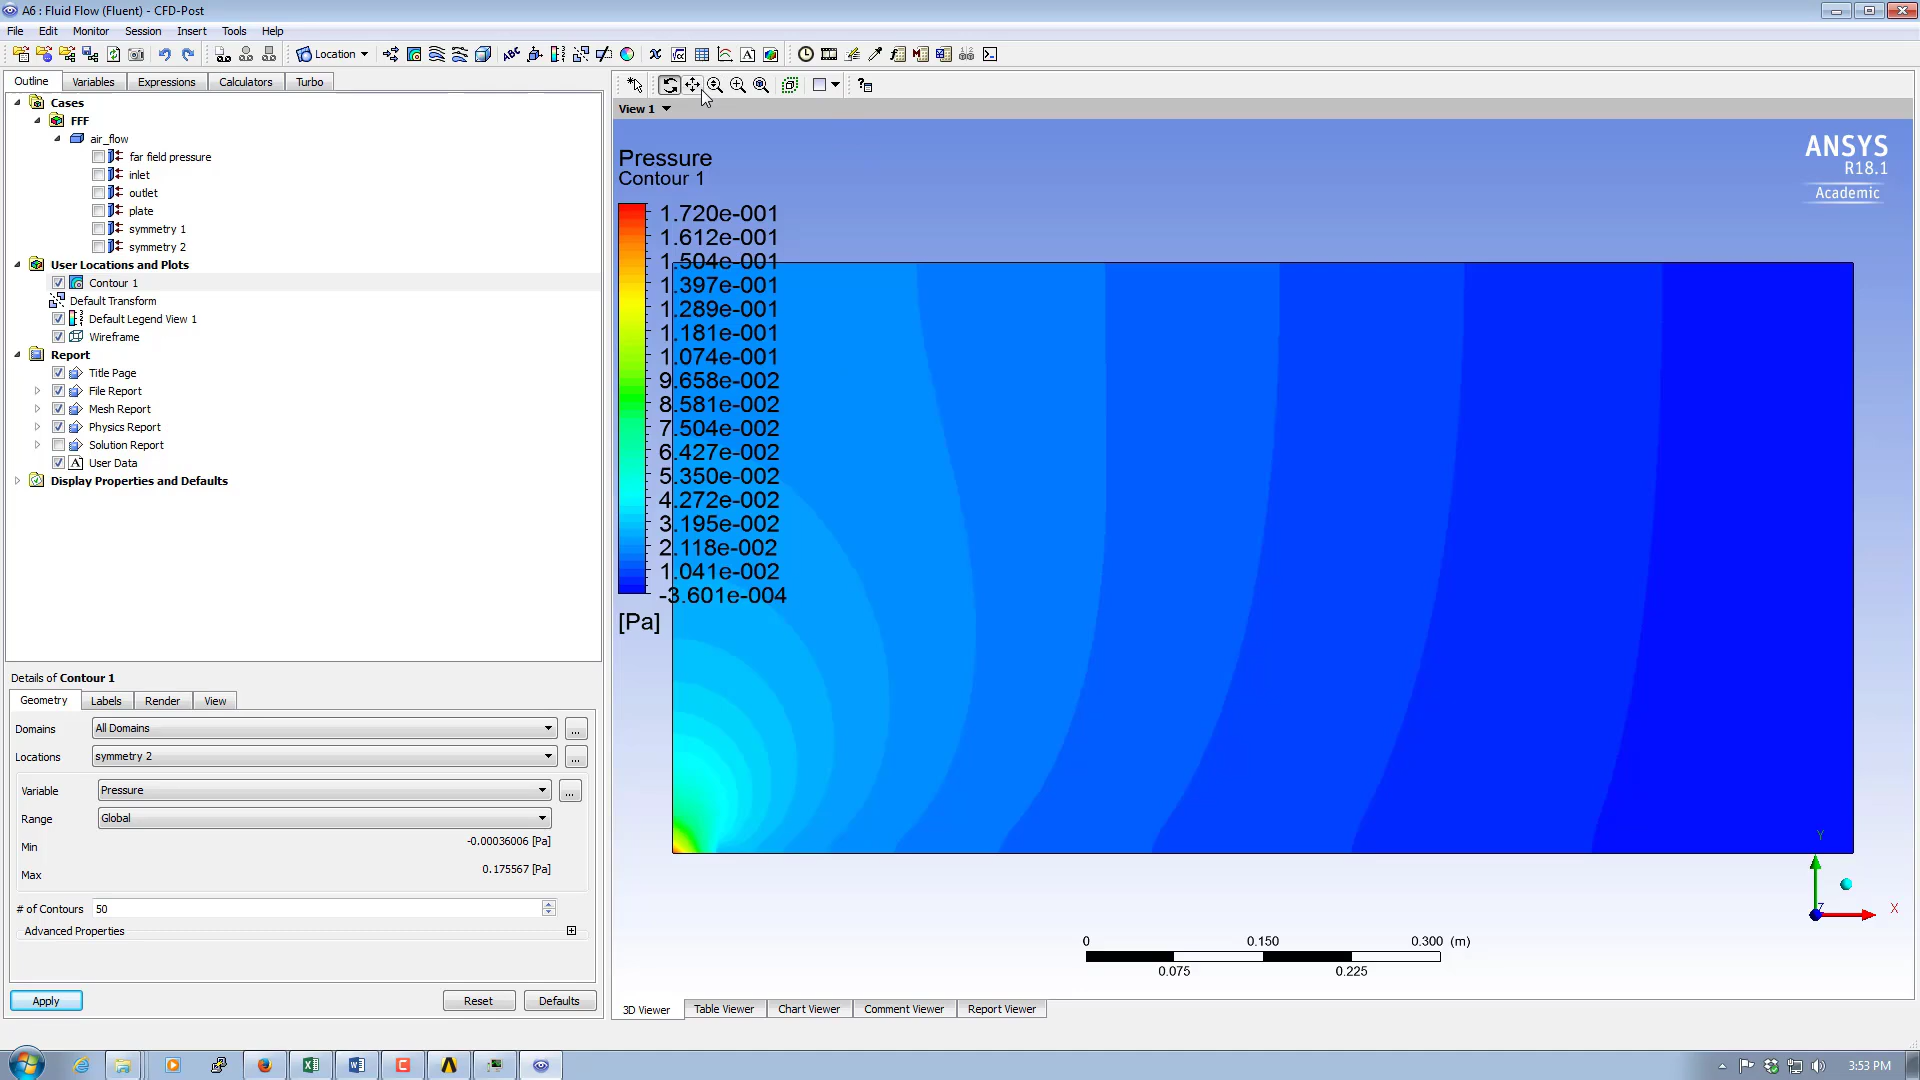 A6 : Fluid Flow (Fluent) - CFD-Post
File Edit Monitor Session Insert Tools Help
Location
Outline Variables Expressions Calculators Turbo
Cases
FFF
air_flow
far field pressure
inlet
outlet
plate
symmetry 1
symmetry 2
User Locations and Plots
Contour 1
Default Transform
Default Legend View 1
Wireframe
Report
Title Page
File Report
Mesh Report
Physics Report
Solution Report
User Data
Display Properties and Defaults
Details of Contour 1
Geometry Labels Render View
Domains All Domains ...
Locations symmetry 2 ...
Variable Pressure ...
Range Global
Min -0.00036006 [Pa]
Max 0.175567 [Pa]
# of Contours 50
Advanced Properties
Apply Reset Defaults
View 1
Pressure
Contour 1
1.720e-001
1.612e-001
1.504e-001
1.397e-001
1.289e-001
1.181e-001
1.074e-001
9.658e-002
8.581e-002
7.504e-002
6.427e-002
5.350e-002
4.272e-002
3.195e-002
2.118e-002
1.041e-002
-3.601e-004
[Pa]
ANSYS
R18.1
Academic
Y
Z
X
0 0.150 0.300 (m)
0.075 0.225
3D Viewer Table Viewer Chart Viewer Comment Viewer Report Viewer
3:53 PM